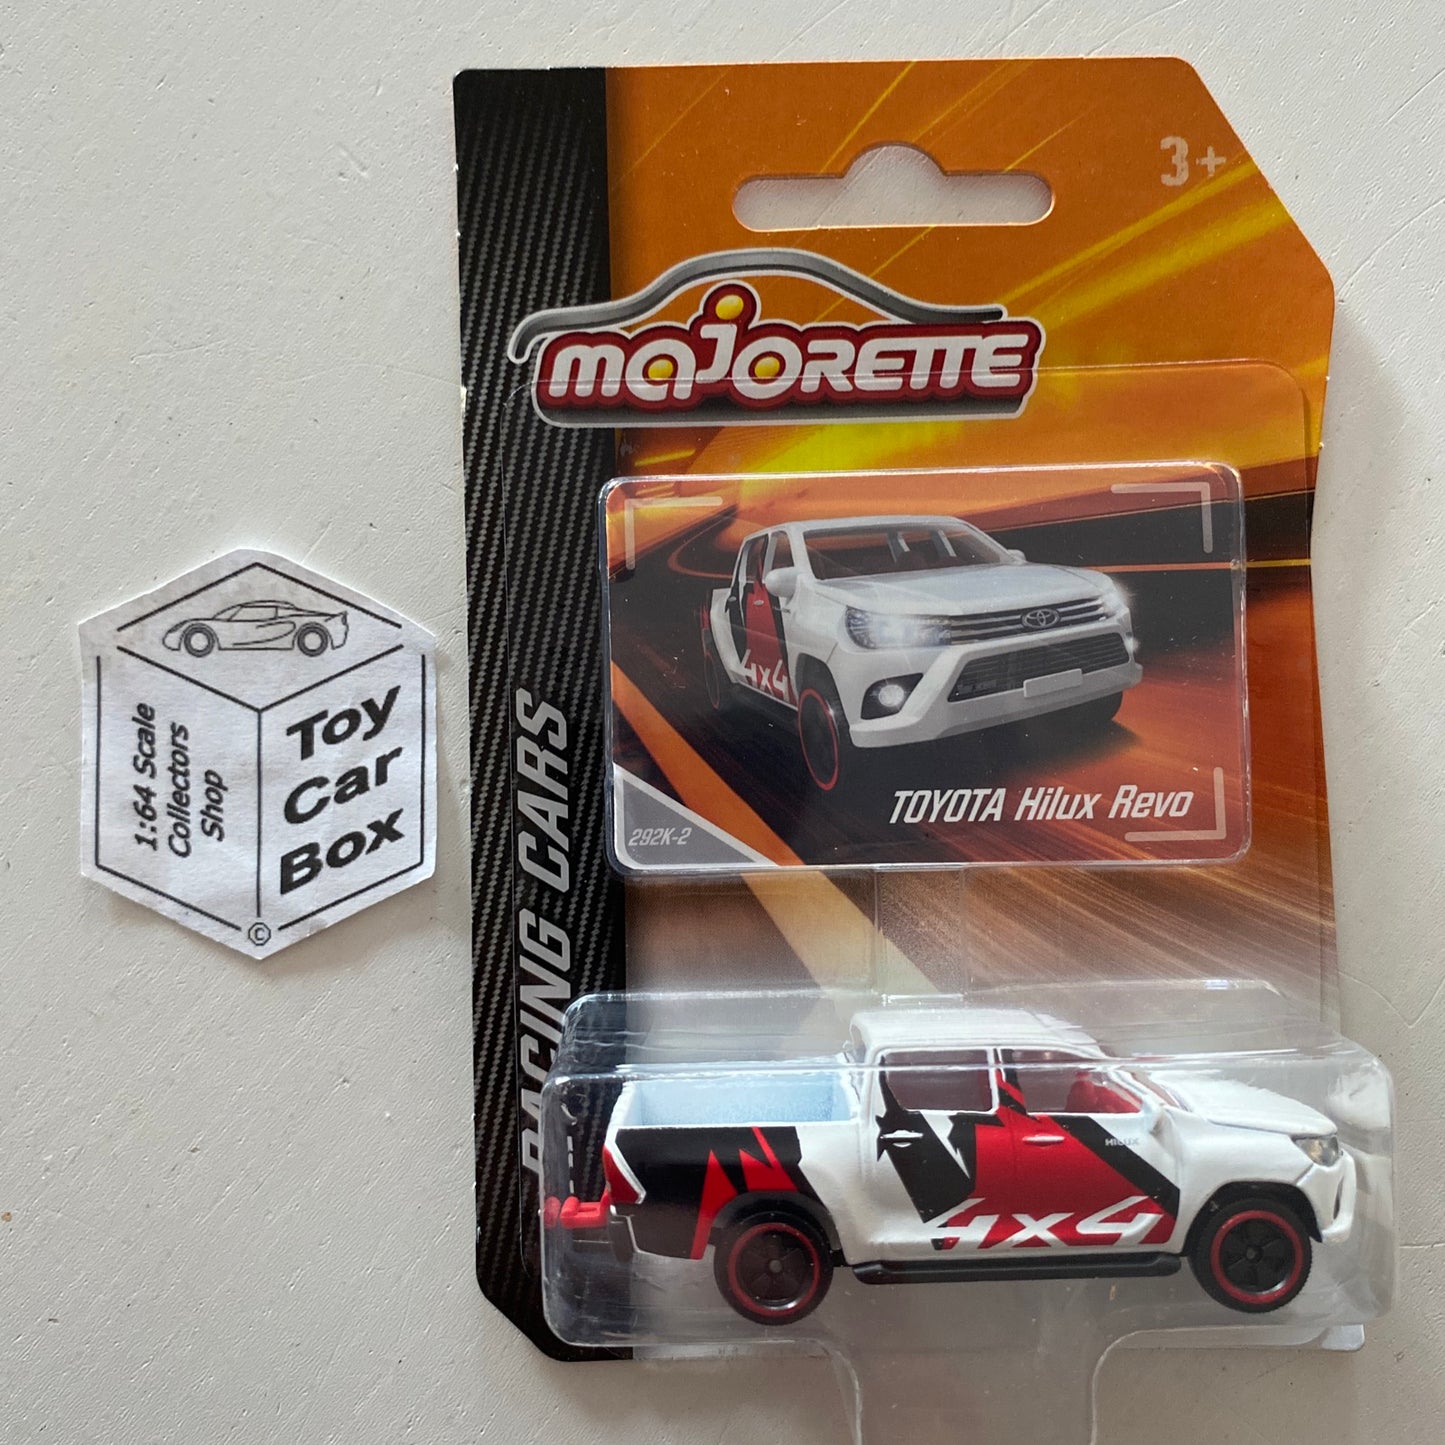 3+
majorette
RACING CARS
4x4
TOYOTA Hilux Revo
292K-2
1:64 Scale
Collectors
Shop
Toy
Car
Box
©
HILUX
4x4